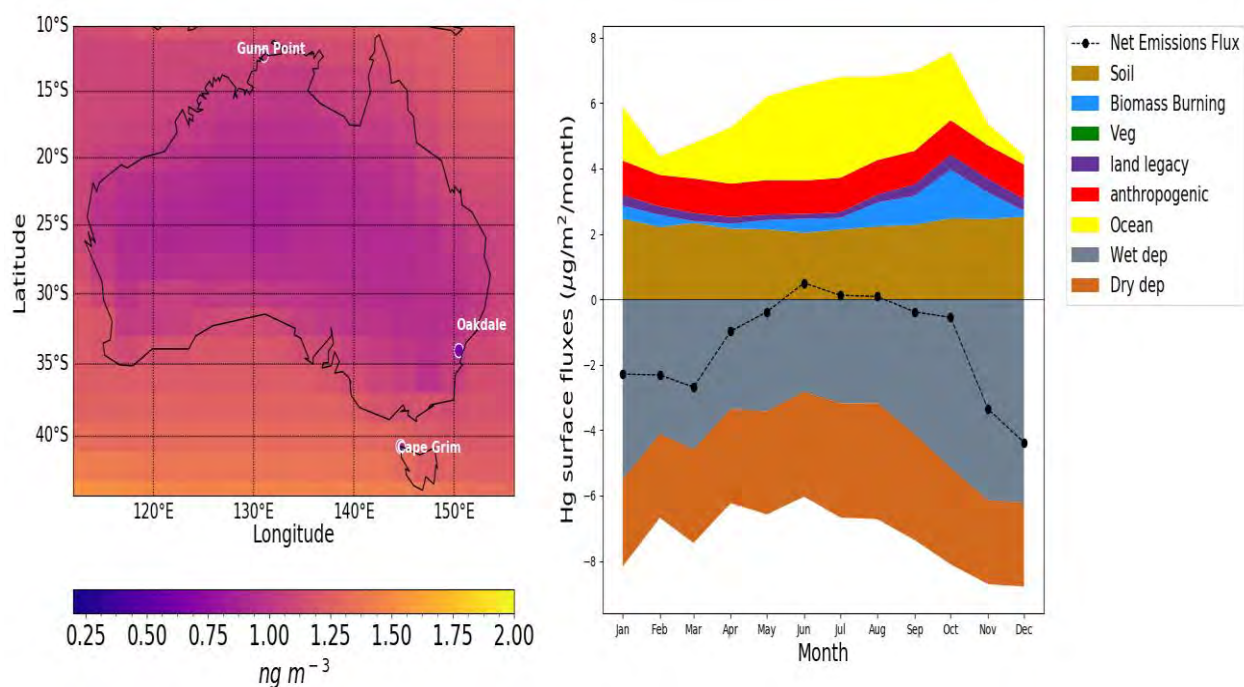 10°S
15°S
20°S
25°S
30°S
35°S
40°S
Latitude
Gunn Point
Oakdale
Cape Grim
120°E 130°E 140°E 150°E
Longitude
0.25 0.50 0.75 1.00 1.25 1.50 1.75 2.00
ng m⁻³
Hg surface fluxes (μg/m²/month)
8
6
4
2
0
−2
−4
−6
−8
Jan Feb Mar Apr May Jun Jul Aug Sep Oct Nov Dec
Month
Net Emissions Flux
Soil
Biomass Burning
Veg
land legacy
anthropogenic
Ocean
Wet dep
Dry dep